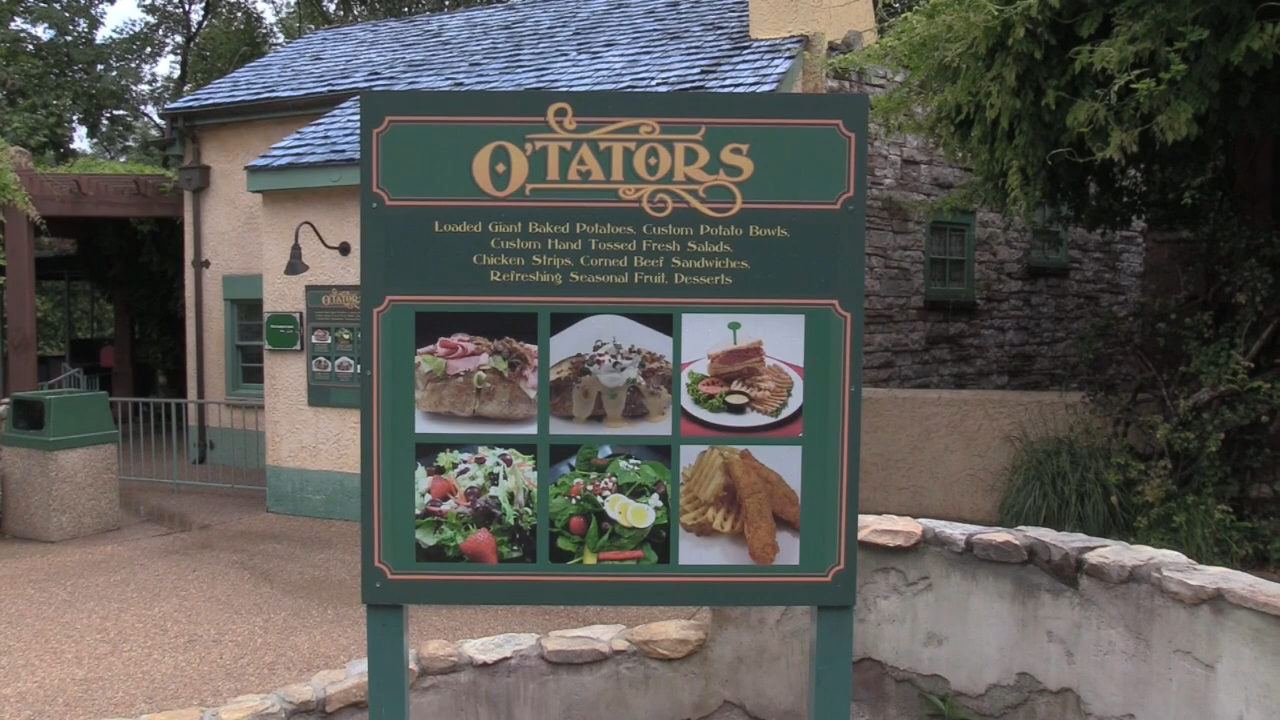 O'TATORS
Loaded Giant Baked Potatoes, Custom Potato Bowls,
Custom Hand Tossed Fresh Salads,
Chicken Strips, Corned Beef Sandwiches,
Refreshing Seasonal Fruit, Desserts
O'TATORS